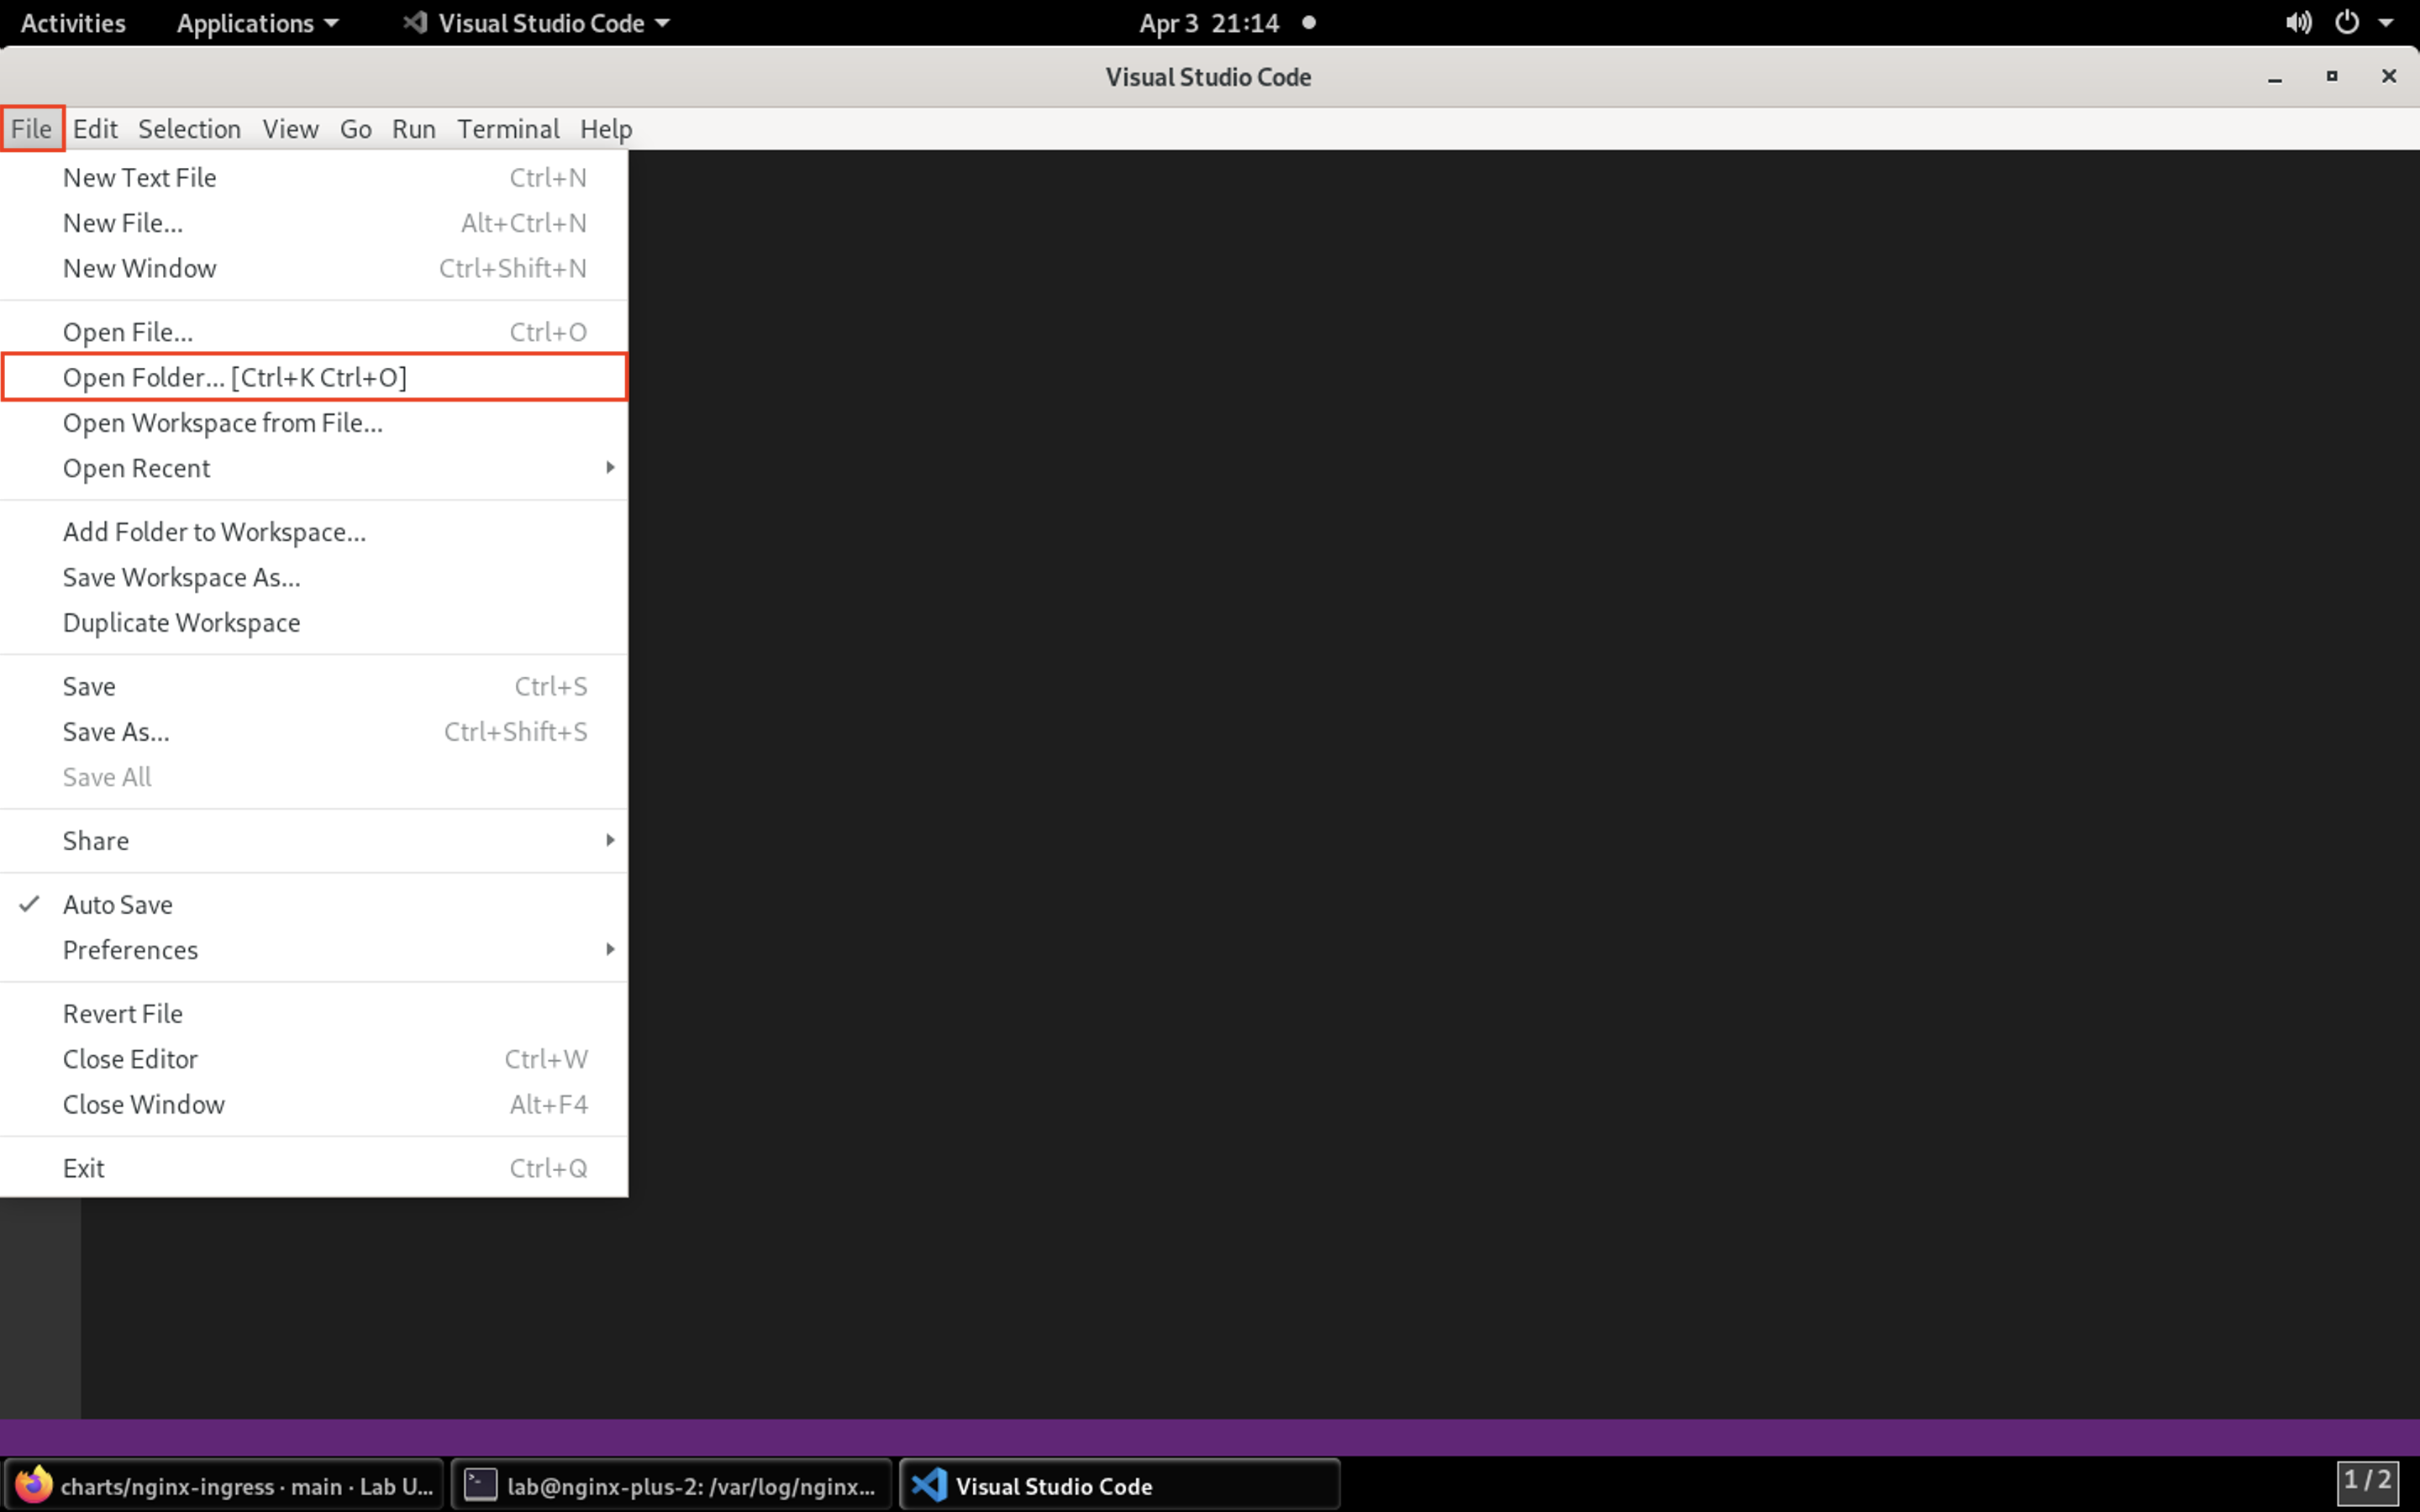 Activities Applications Visual Studio Code Apr 3 21:14
Visual Studio Code
File Edit Selection View Go Run Terminal Help
New Text File Ctrl+N
New File... Alt+Ctrl+N
New Window Ctrl+Shift+N
Open File... Ctrl+O
Open Folder... [Ctrl+K Ctrl+O]
Open Workspace from File...
Open Recent
Add Folder to Workspace...
Save Workspace As...
Duplicate Workspace
Save Ctrl+S
Save As... Ctrl+Shift+S
Save All
Share
Auto Save
Preferences
Revert File
Close Editor Ctrl+W
Close Window Alt+F4
Exit Ctrl+Q
charts/nginx-ingress · main · Lab U... lab@nginx-plus-2: /var/log/nginx... Visual Studio Code 1 / 2